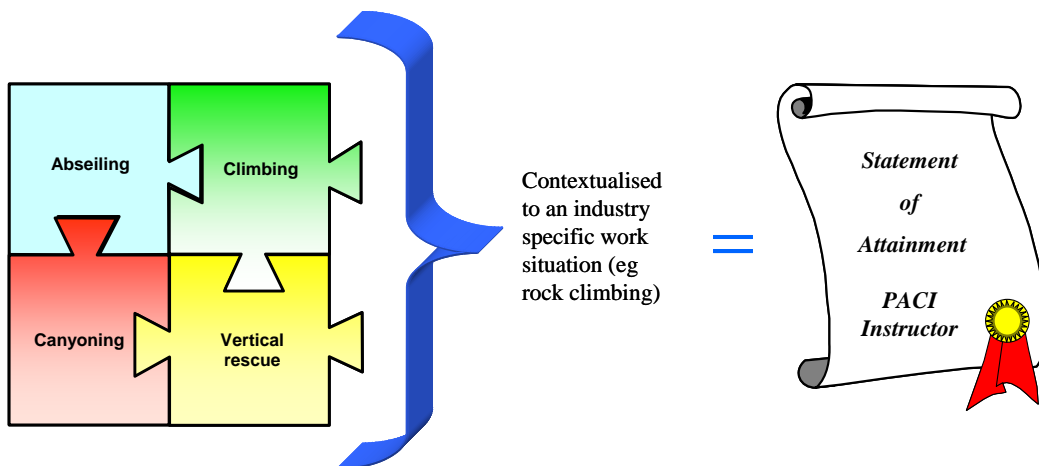 Abseiling
Climbing
Canyoning
Vertical
rescue
Contextualised
to an industry
specific work
situation (eg
rock climbing)
=
Statement
of
Attainment
PACI
Instructor